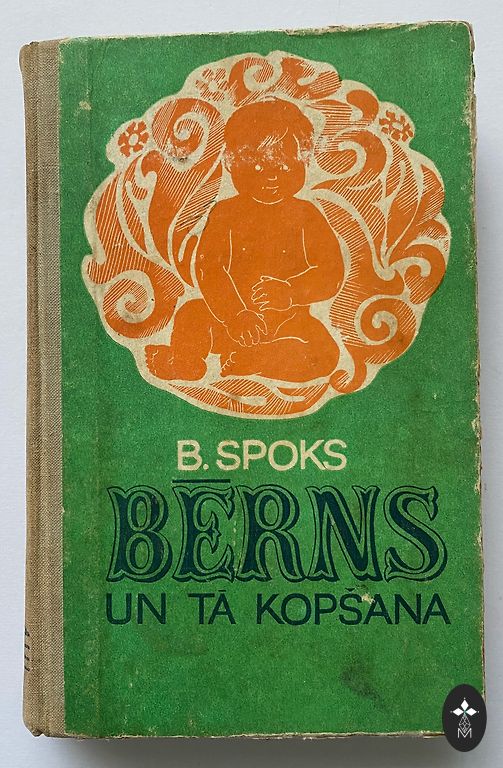 B. SPOKS
BĒRNS
UN TĀ KOPŠANA